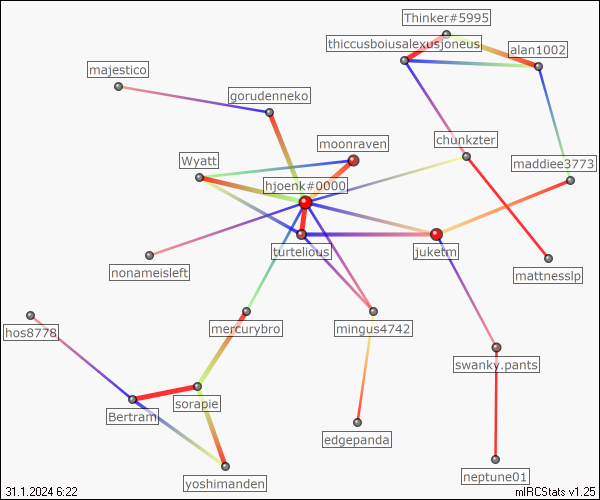 Thinker#5995
thiccusboiusalexusjoneus
alan1002
majestico
gorudenneko
moonraven
chunkzter
Wyatt
maddiee3773
hjoenk#0000
turtelious
juketm
nonameisleft
mattnesslp
hos8778
mercurybro
mingus4742
swanky.pants
sorapie
Bertram
edgepanda
yoshimanden
neptune01
31.1.2024 6:22
mIRCStats v1.25